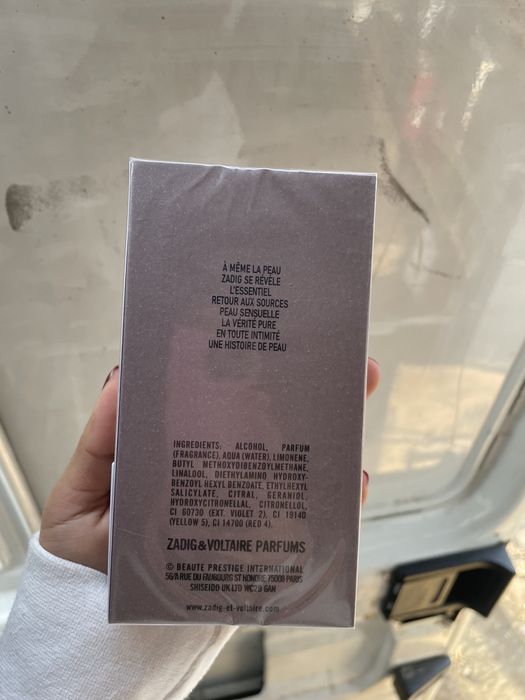 À MÊME LA PEAU
ZADIG SE RÉVÈLE
L'ESSENTIEL
RETOUR AUX SOURCES
PEAU SENSUELLE
LA VÉRITÉ PURE
EN TOUTE INTIMITÉ
UNE HISTOIRE DE PEAU
INGREDIENTS: ALCOHOL, PARFUM
(FRAGRANCE), AQUA (WATER), LIMONENE,
BUTYL METHOXYDIBENZOYLMETHANE,
LINALOOL, DIETHYLAMINO HYDROXY-
BENZOYL HEXYL BENZOATE, ETHYLHEXYL
SALICYLATE, CITRAL, GERANIOL,
HYDROXYCITRONELLAL, CITRONELLOL,
CI 60730 (EXT. VIOLET 2), CI 19140
(YELLOW 5), CI 14700 (RED 4).
ZADIG&VOLTAIRE PARFUMS
© BEAUTE PRESTIGE INTERNATIONAL
56/A RUE DU FAUBOURG ST HONORE 75008 PARIS
SHISEIDO UK LTD WC2B 6AN
www.zadig-et-voltaire.com